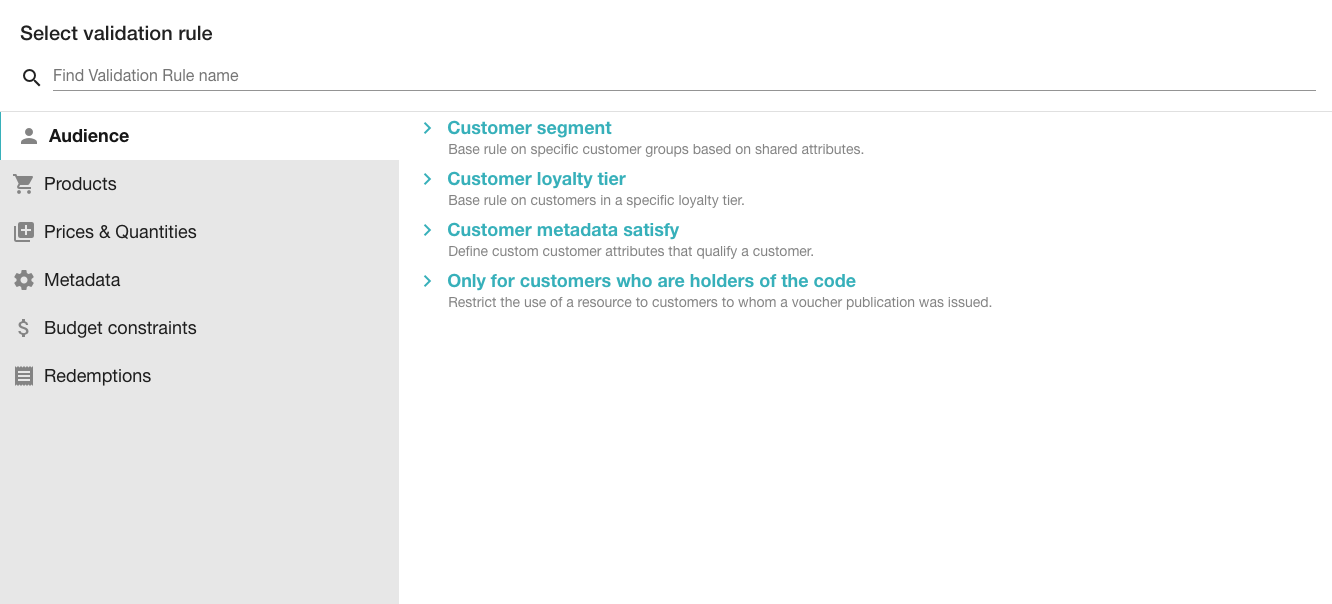 Select validation rule
Find Validation Rule name
Audience
Products
Prices & Quantities
Metadata
Budget constraints
Redemptions
Customer segment
Base rule on specific customer groups based on shared attributes.
Customer loyalty tier
Base rule on customers in a specific loyalty tier.
Customer metadata satisfy
Define custom customer attributes that qualify a customer.
Only for customers who are holders of the code
Restrict the use of a resource to customers to whom a voucher publication was issued.